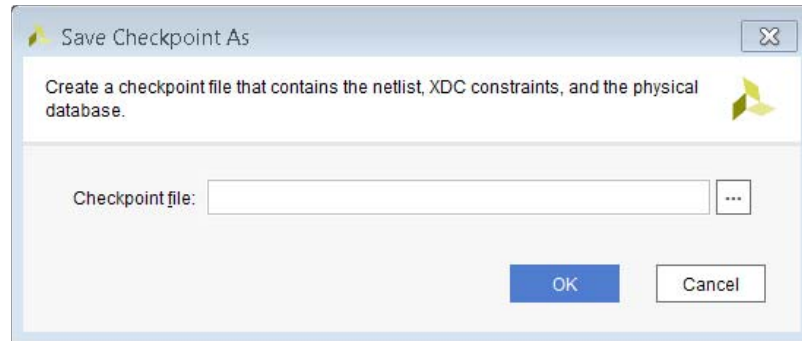 Save Checkpoint As
Create a checkpoint file that contains the netlist, XDC constraints, and the physical
database.
Checkpoint file:
...
OK Cancel